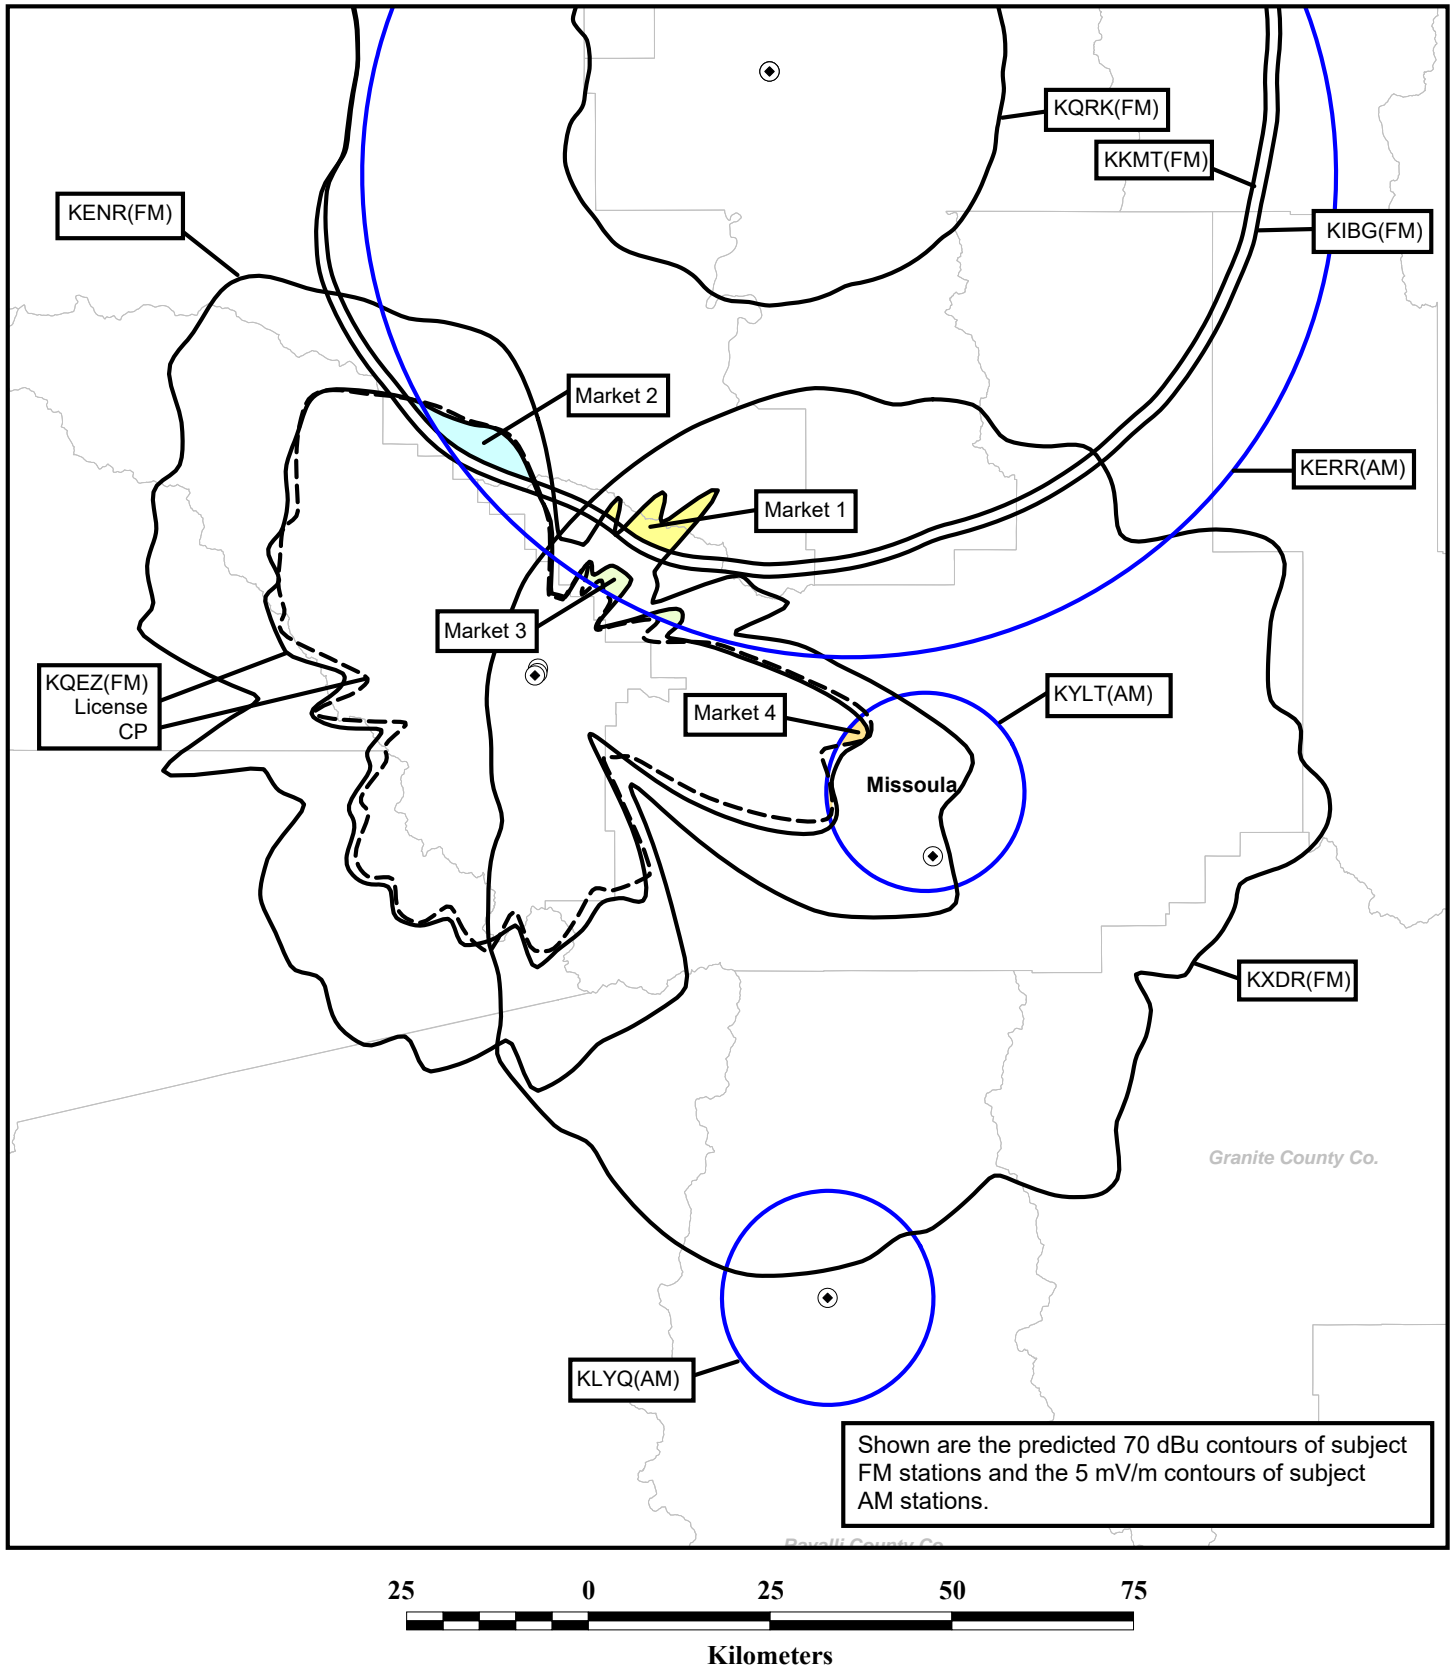 KQRK(FM)
KKMT(FM)
KENR(FM)
KIBG(FM)
Market 2
KERR(AM)
Market 1
Market 3
KQEZ(FM)
License
CP
KYLT(AM)
Market 4
Missoula
KXDR(FM)
Granite County Co.
KLYQ(AM)
Shown are the predicted 70 dBu contours of subject
FM stations and the 5 mV/m contours of subject
AM stations.
Ravalli County Co.
25 0 25 50 75
Kilometers